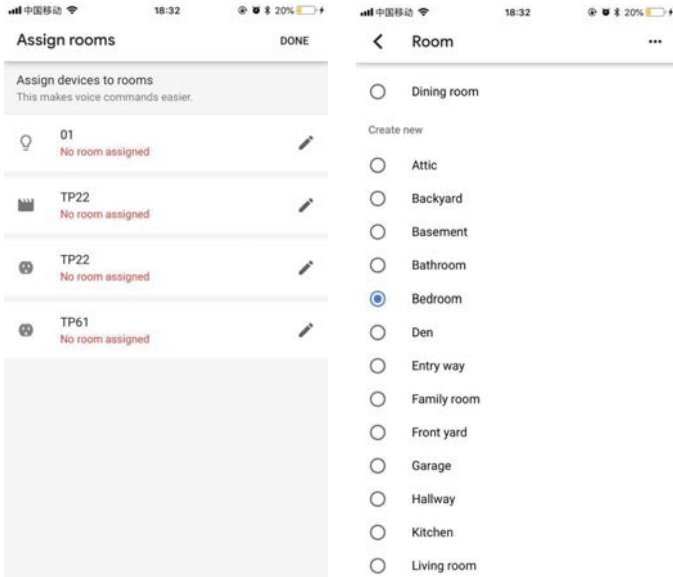 中国移动 18:32 20%
Assign rooms DONE
Assign devices to rooms
This makes voice commands easier.
01
No room assigned
TP22
No room assigned
TP22
No room assigned
TP61
No room assigned
中国移动 18:32 20%
Room
Dining room
Create new
Attic
Backyard
Basement
Bathroom
Bedroom
Den
Entry way
Family room
Front yard
Garage
Hallway
Kitchen
Living room